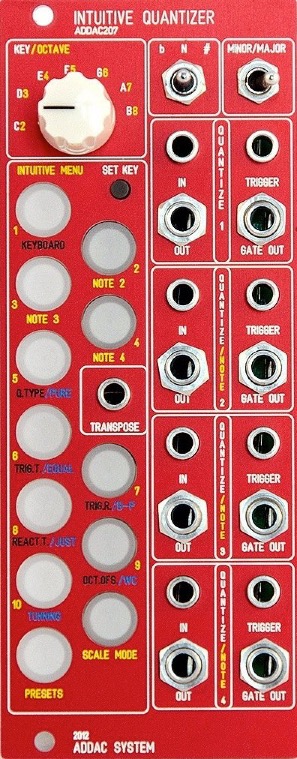 INTUITIVE QUANTIZER
ADDAC207
KEY/OCTAVE
C2
D3
E4
F5
G6
A7
B8
b N #
MINOR/MAJOR
INTUITIVE MENU
SET KEY
1
KEYBOARD
2
NOTE 2
3
NOTE 3
4
NOTE 4
5
Q.TYPE/PURE
TRANSPOSE
6
TRIG.T./EQUAL
7
TRIG.R./B-P
8
REACT T./JUST
9
OCT.OFS./WC
10
TUNNING
SCALE MODE
PRESETS
QUANTIZE 1
IN
TRIGGER
OUT
GATE OUT
QUANTIZE/NOTE 2
IN
TRIGGER
OUT
GATE OUT
QUANTIZE/NOTE 3
IN
TRIGGER
OUT
GATE OUT
QUANTIZE/NOTE 4
IN
TRIGGER
OUT
GATE OUT
2012
ADDAC SYSTEM